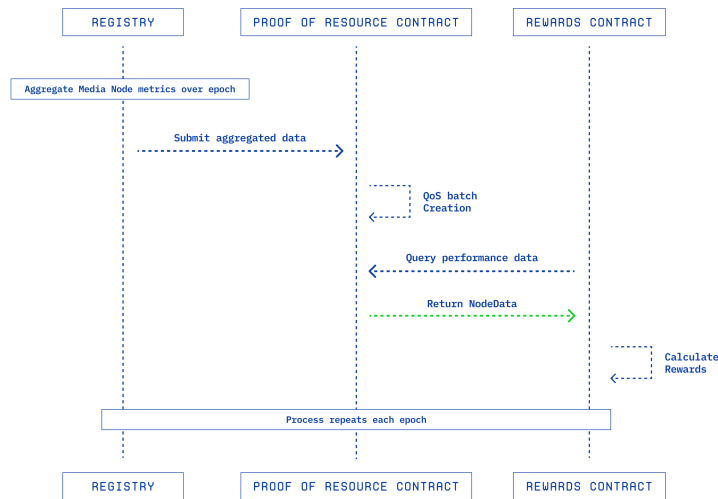 REGISTRY
PROOF OF RESOURCE CONTRACT
REWARDS CONTRACT
Aggregate Media Node metrics over epoch
Submit aggregated data
QoS batch
Creation
Query performance data
Return NodeData
Calculate
Rewards
Process repeats each epoch
REGISTRY
PROOF OF RESOURCE CONTRACT
REWARDS CONTRACT